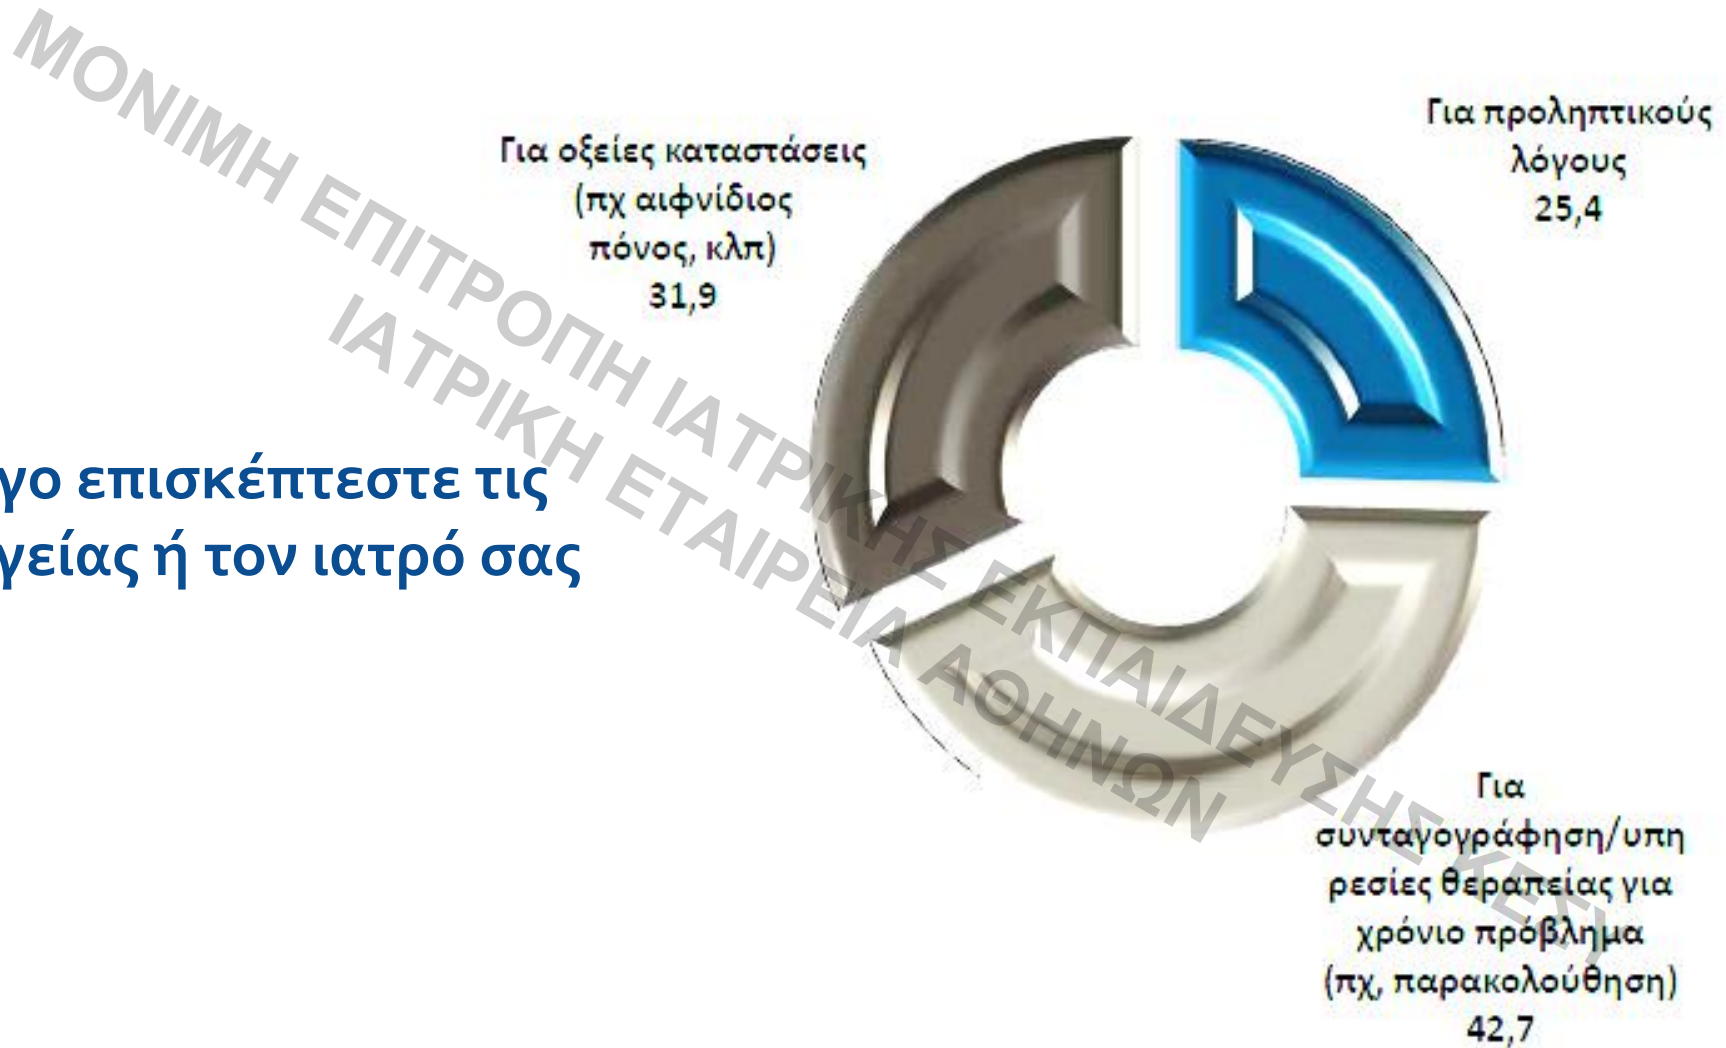 ΜΟΝΙΜΗ ΕΠΙΤΡΟΠΗ ΙΑΤΡΙΚΗΣ ΕΚΠΑΙΔΕΥΣΗΣ ΚΕΣΥ
ΙΑΤΡΙΚΗ ΕΤΑΙΡΕΙΑ ΑΘΗΝΩΝ
Για οξείες καταστάσεις
(πχ αιφνίδιος
πόνος, κλπ)
31,9
Για προληπτικούς
λόγους
25,4
γο επισκέπτεστε τις
γείας ή τον ιατρό σας
Για
συνταγογράφηση/υπη
ρεσίες θεραπείας για
χρόνιο πρόβλημα
(πχ, παρακολούθηση)
42,7